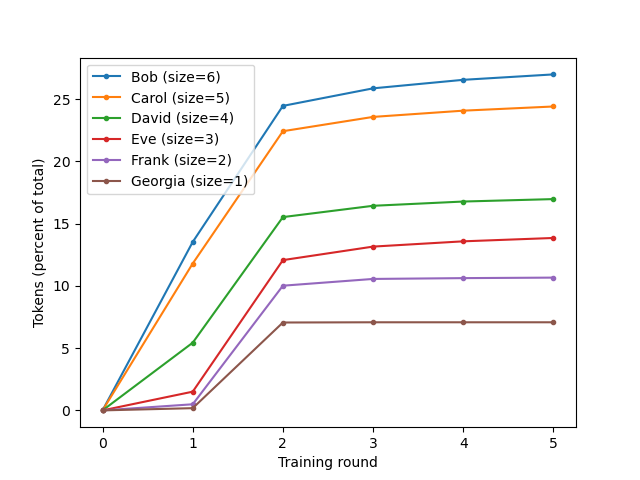 Bob (size=6)
Carol (size=5)
David (size=4)
Eve (size=3)
Frank (size=2)
Georgia (size=1)
25
20
15
10
5
0
Tokens (percent of total)
0 1 2 3 4 5
Training round